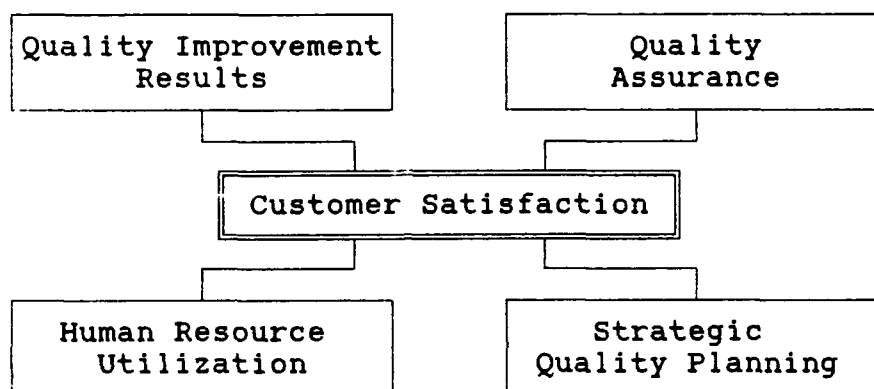 Quality Improvement
Results
Quality
Assurance
Customer Satisfaction
Human Resource
Utilization
Strategic
Quality Planning